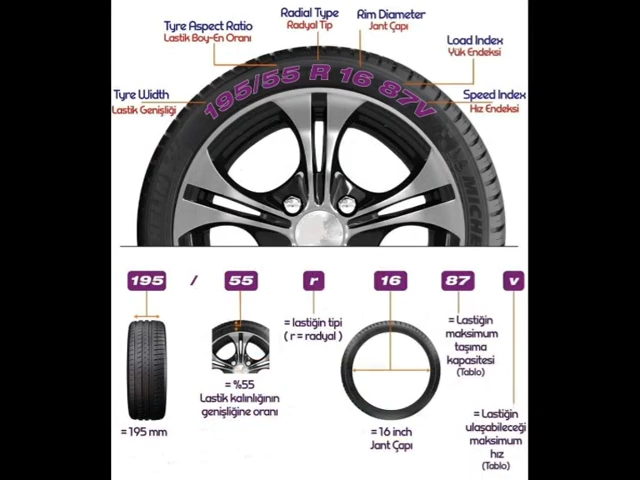 Radial Type
Radyal Tip
Rim Diameter
Jant Çapı
Tyre Aspect Ratio
Lastik Boy-En Oranı
Load Index
Yük Endeksi
Tyre Width
Lastik Genişliği
Speed Index
Hız Endeksi
195/55 R 16 87V
MICHE
195 / 55 r 16 87 v
= 195 mm
= %55
Lastik kalınlığının
genişliğine oranı
= lastiğin tipi
( r = radyal )
= 16 inch
Jant Çapı
= Lastiğin
maksimum
taşıma
kapasitesi
(Tablo)
= Lastiğin
ulaşabileceği
maksimum
hız
(Tablo)